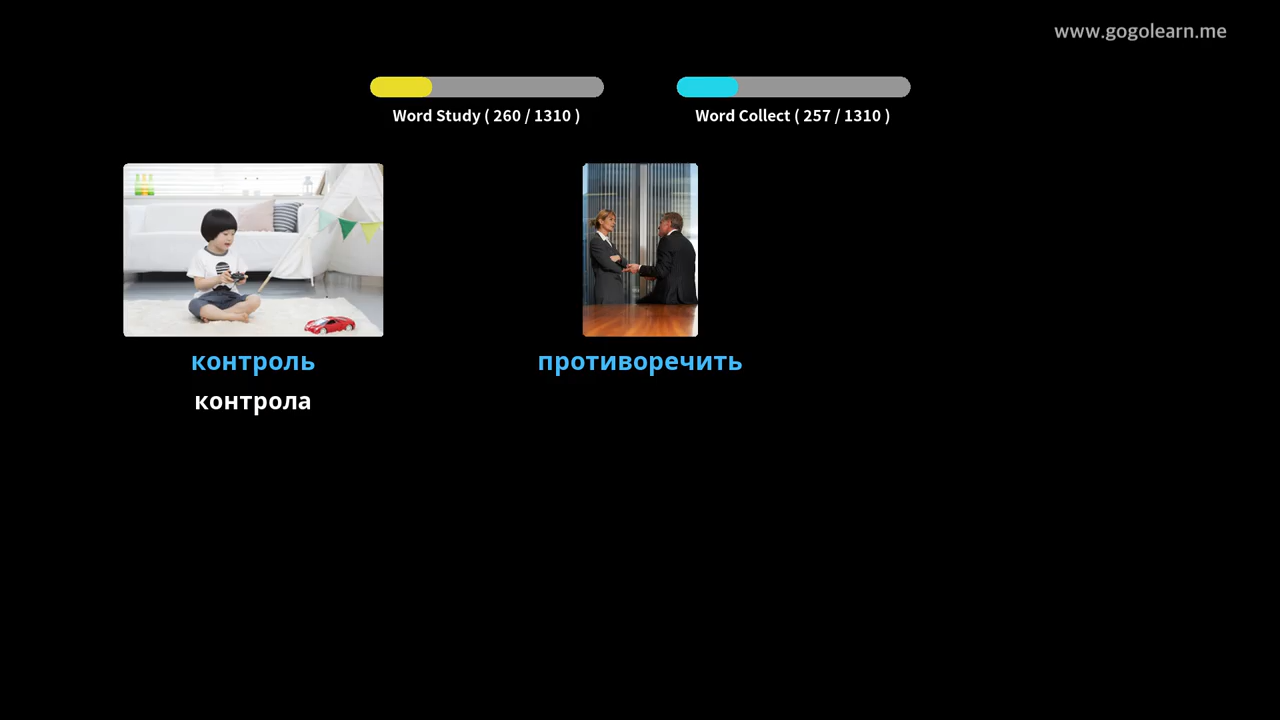 www.gogolearn.me
Word Study ( 260 / 1310 )
Word Collect ( 257 / 1310 )
контроль
контрола
противоречить